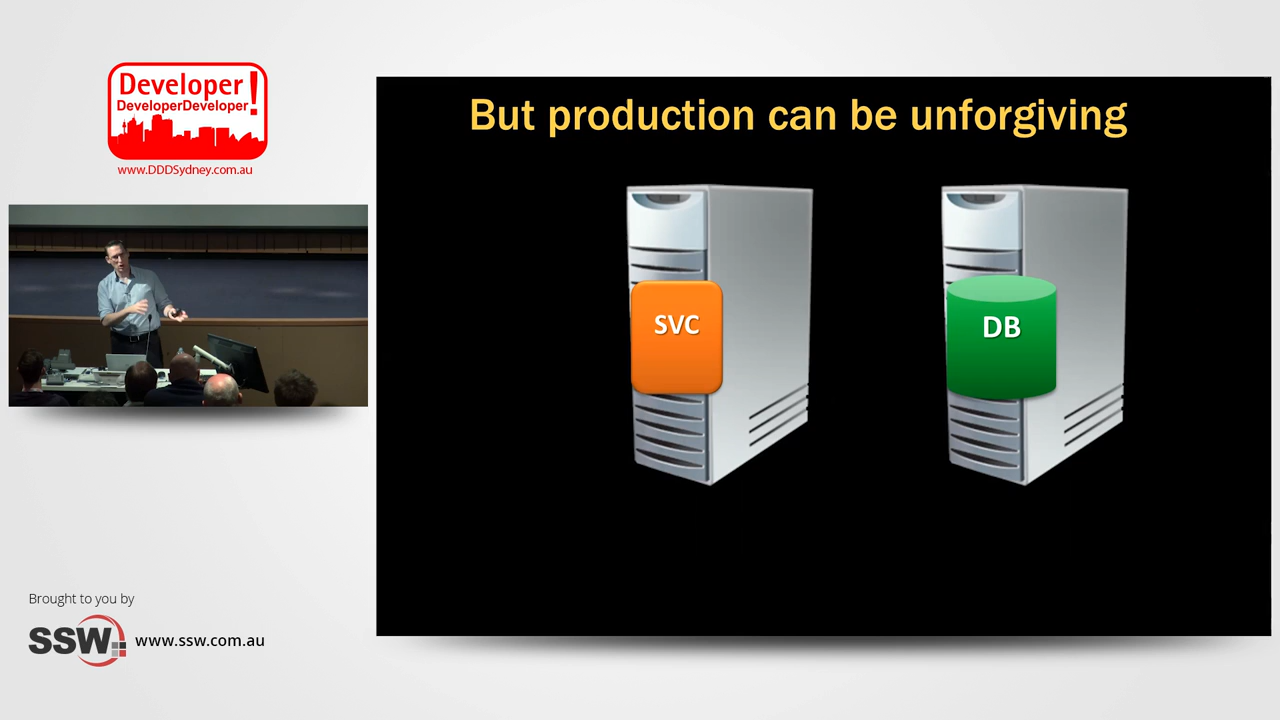 Developer!
DeveloperDeveloper
www.DDDSydney.com.au
But production can be unforgiving
SVC
DB
Brought to you by
SSW
www.ssw.com.au